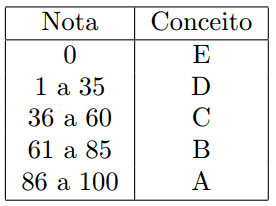 Nota Conceito
0 E
1 a 35 D
36 a 60 C
61 a 85 B
86 a 100 A